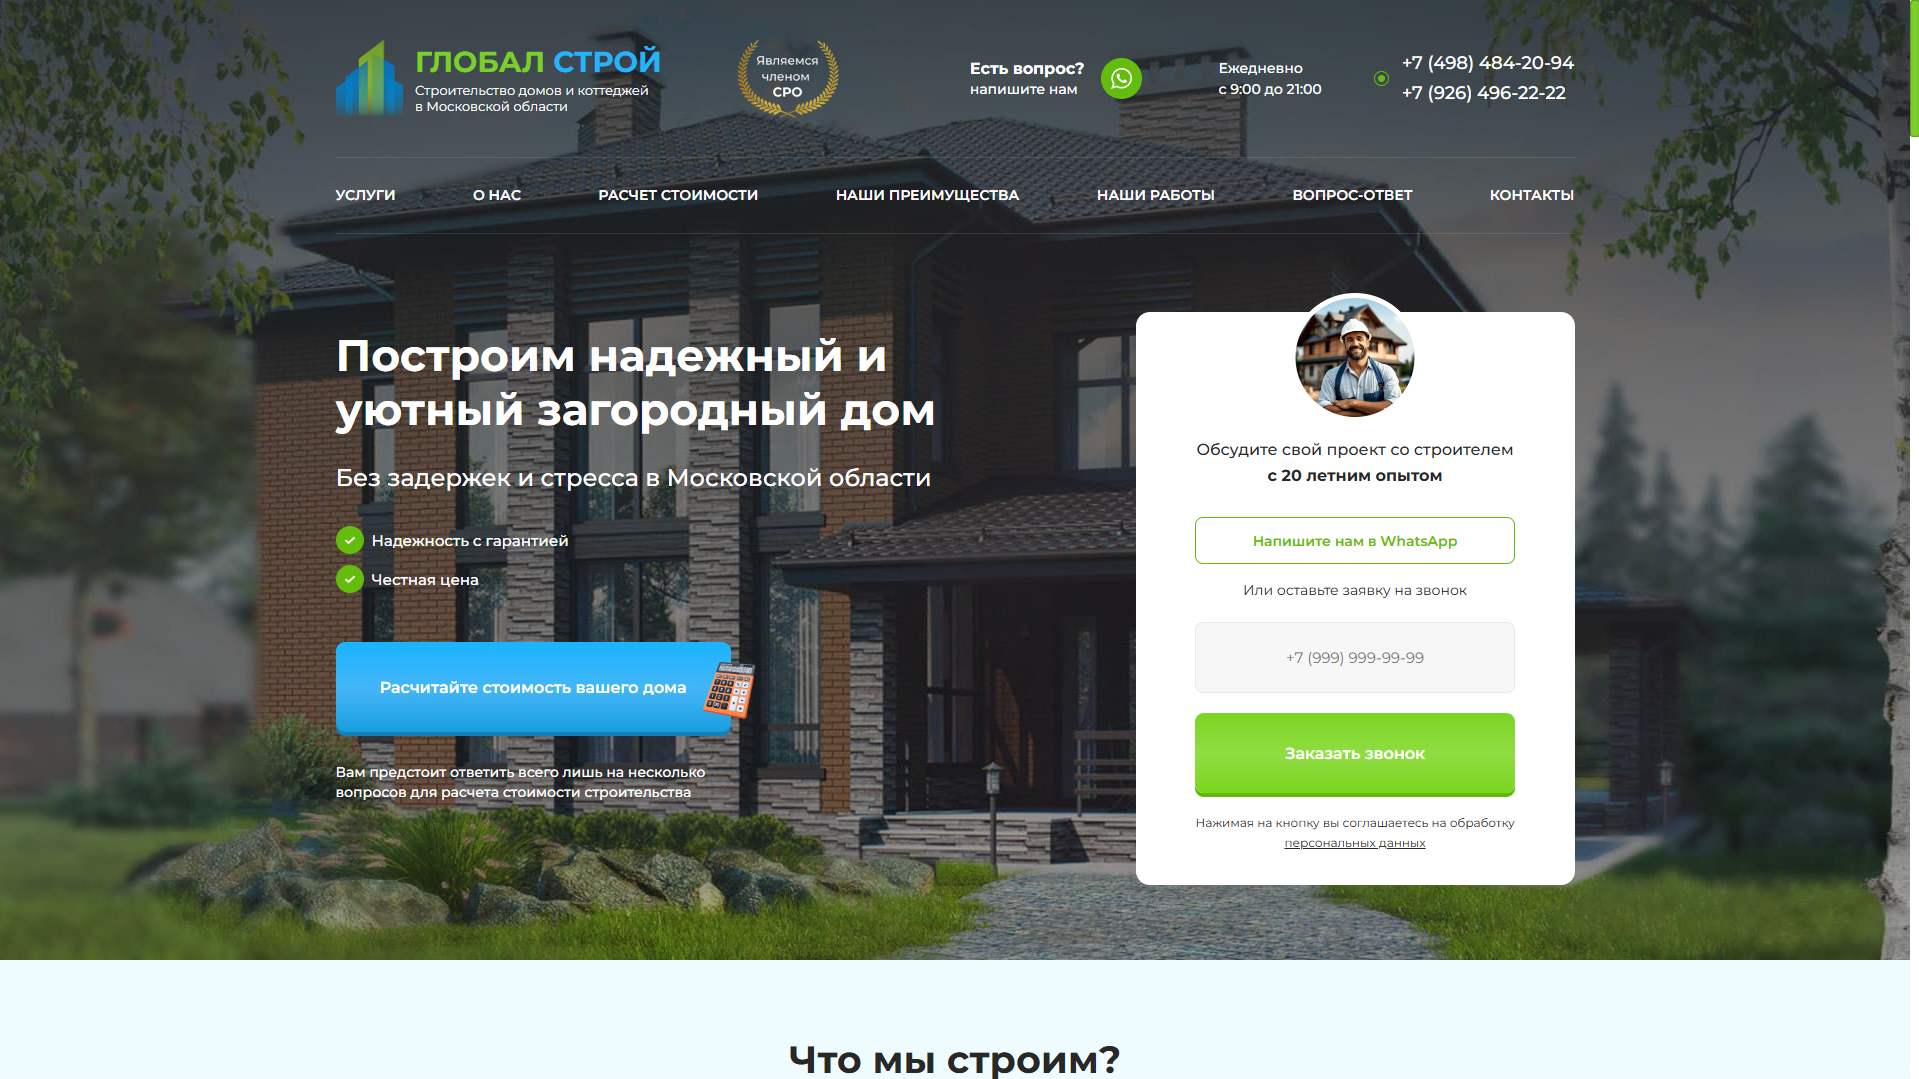 ГЛОБАЛ СТРОЙ
Строительство домов и коттеджей
в Московской области
Являемся
членом
СРО
Есть вопрос?
напишите нам
Ежедневно
с 9:00 до 21:00
+7 (498) 484-20-94
+7 (926) 496-22-22
УСЛУГИ
О НАС
РАСЧЕТ СТОИМОСТИ
НАШИ ПРЕИМУЩЕСТВА
НАШИ РАБОТЫ
ВОПРОС-ОТВЕТ
КОНТАКТЫ
Построим надежный и
уютный загородный дом
Без задержек и стресса в Московской области
Надежность с гарантией
Честная цена
Расчитайте стоимость вашего дома
Вам предстоит ответить всего лишь на несколько
вопросов для расчета стоимости строительства
Обсудите свой проект со строителем
с 20 летним опытом
Напишите нам в WhatsApp
Или оставьте заявку на звонок
+7 (999) 999-99-99
Заказать звонок
Нажимая на кнопку вы соглашаетесь на обработку
персональных данных
Что мы строим?